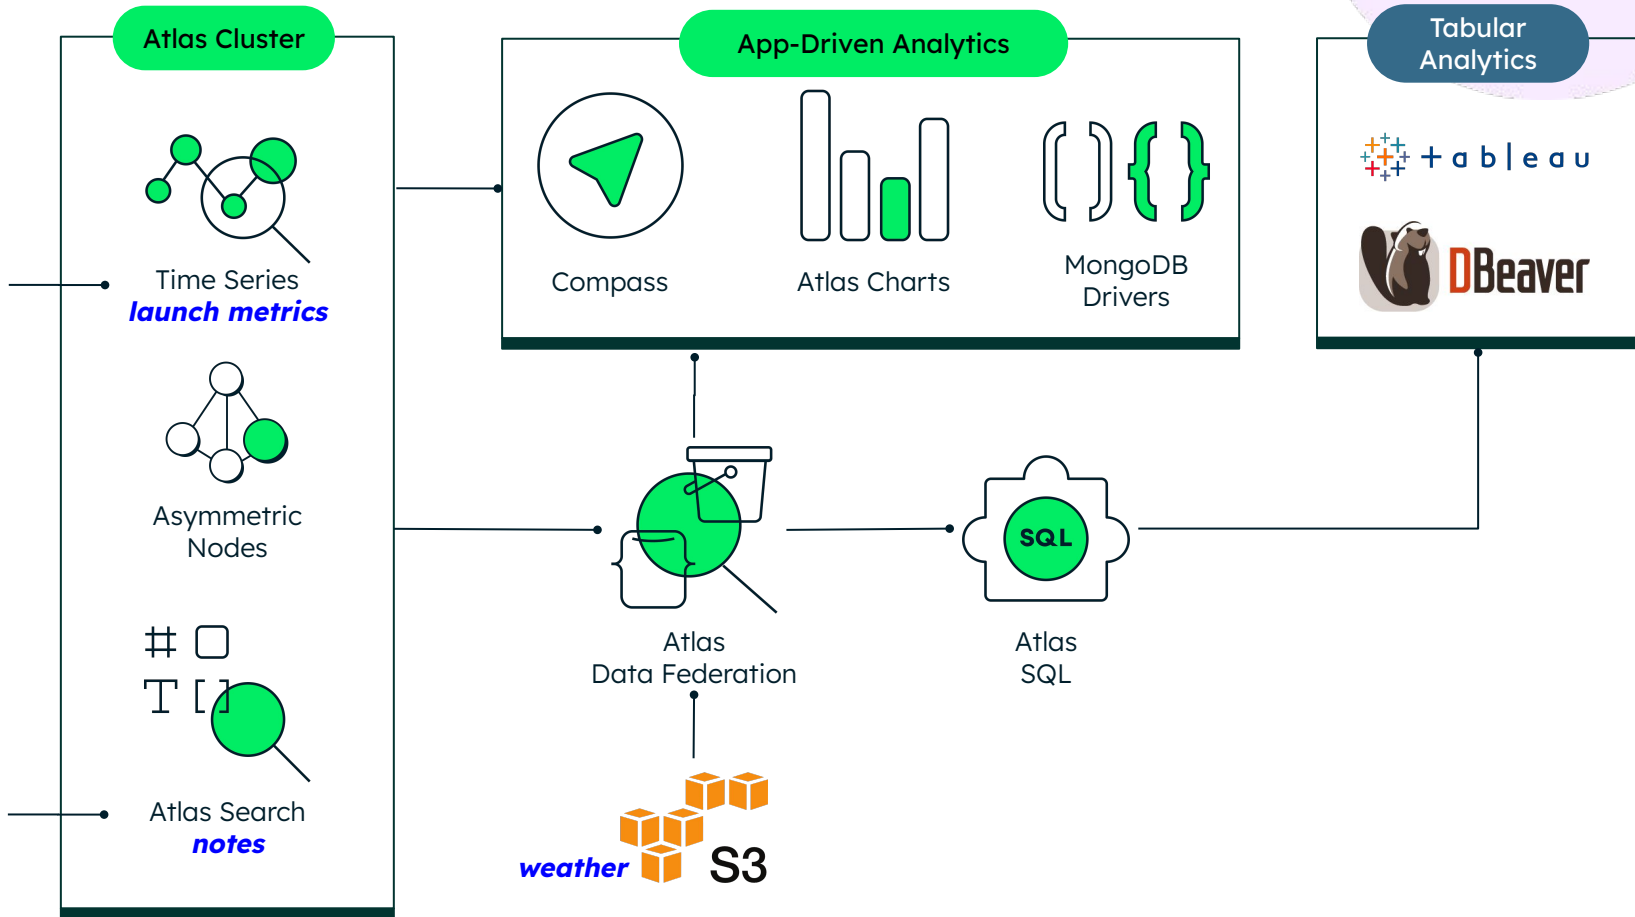 Atlas Cluster
Time Series
launch metrics
Asymmetric
Nodes
Atlas Search
notes
App-Driven Analytics
Compass
Atlas Charts
MongoDB
Drivers
Tabular
Analytics
+ableau
DBeaver
Atlas
Data Federation
SQL
Atlas
SQL
weather
S3